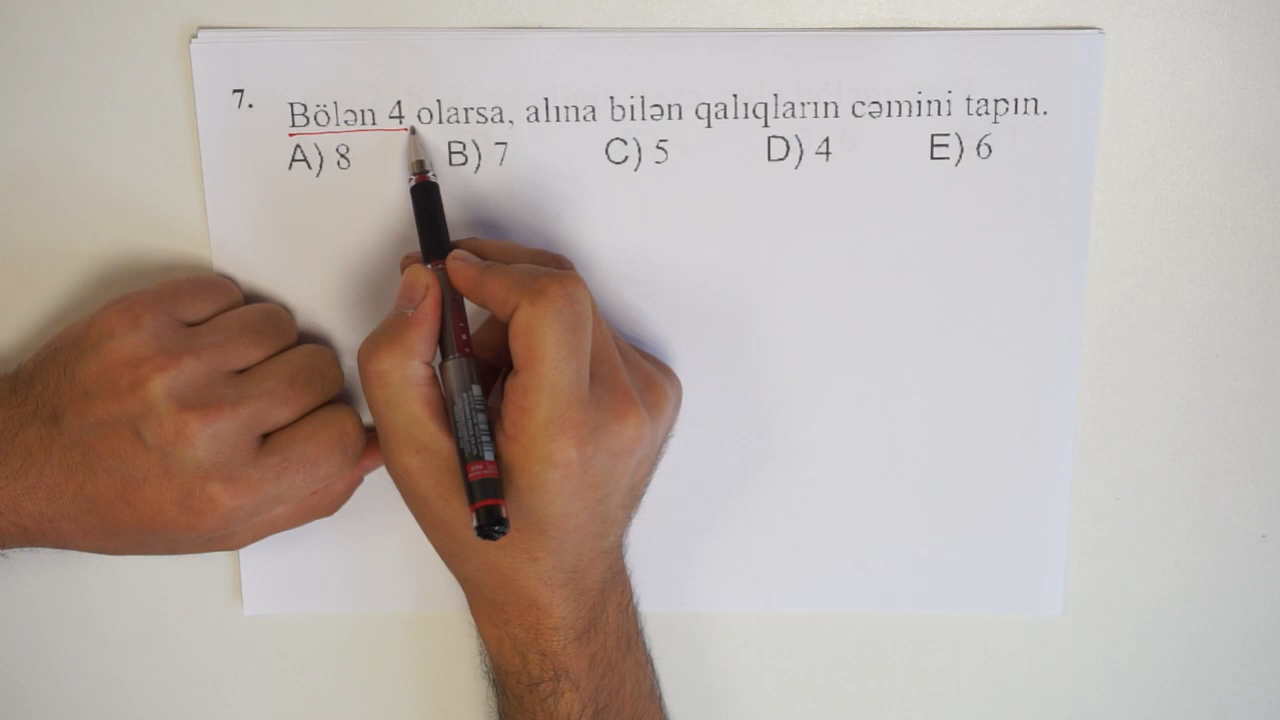 7. Bölən 4 olarsa, alına bilən qalıqların cəmini tapın.
A) 8 B) 7 C) 5 D) 4 E) 6